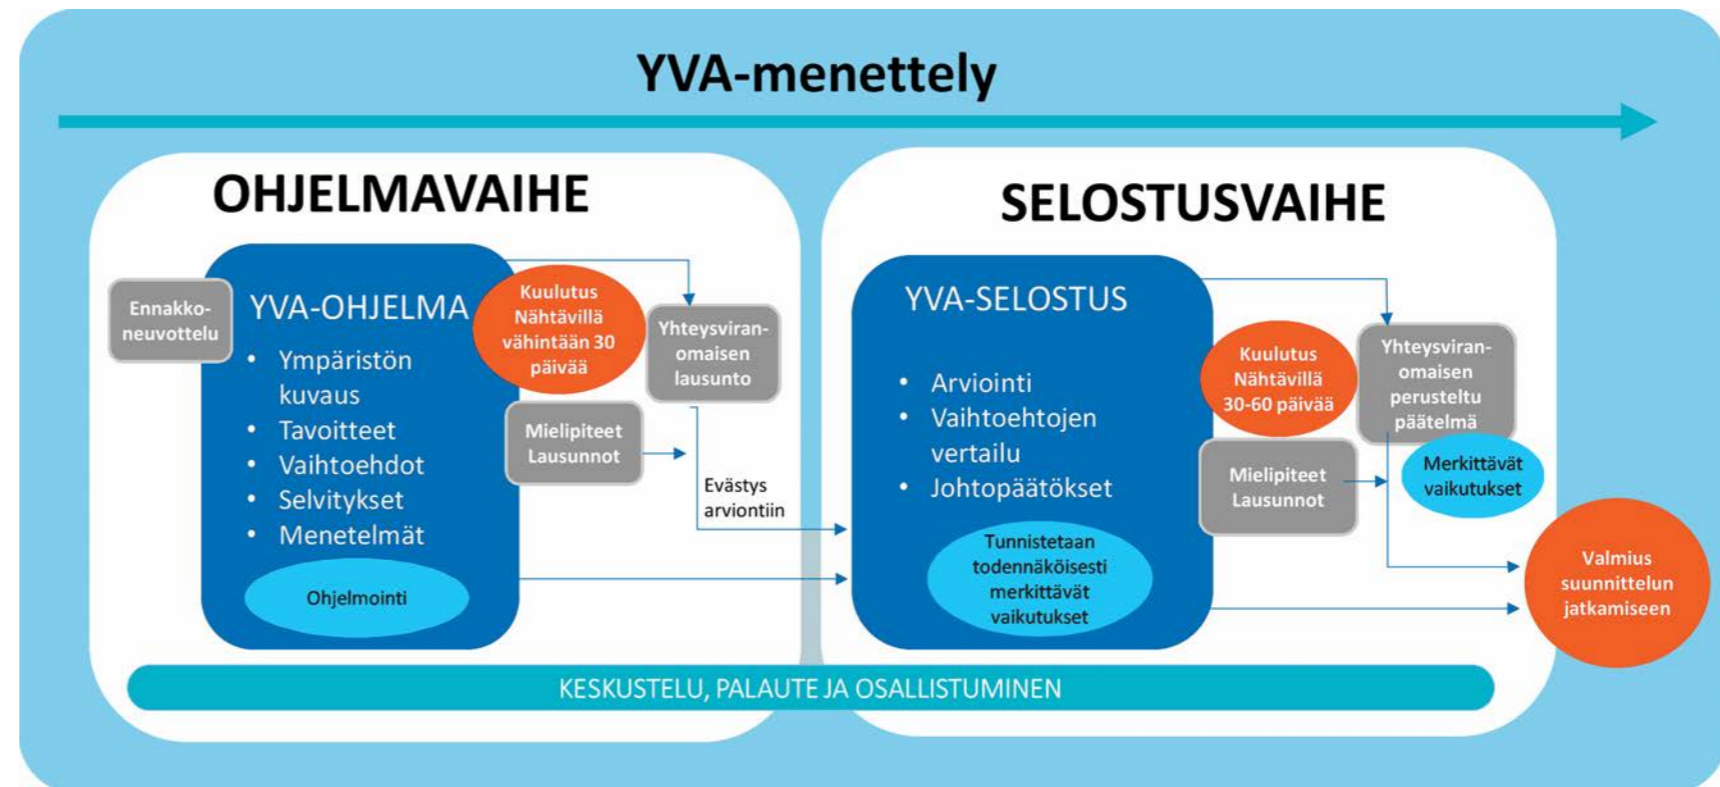 YVA-menettely
OHJELMAVAIHE
Ennakko-
neuvottelu
YVA-OHJELMA
• Ympäristön
kuvaus
• Tavoitteet
• Vaihtoehdot
• Selvitykset
• Menetelmät
Ohjelmointi
Kuulutus
Nähtävillä
vähintään 30
päivää
Yhteysviran-
omaisen
lausunto
Mielipiteet
Lausunnot
Evästys
arviontiin
SELOSTUSVAIHE
YVA-SELOSTUS
• Arviointi
• Vaihtoehtojen
vertailu
• Johtopäätökset
Tunnistetaan
todennäköisesti
merkittävät
vaikutukset
Kuulutus
Nähtävillä
30-60 päivää
Yhteysviran-
omaisen
perusteltu
päätelmä
Merkittävät
vaikutukset
Mielipiteet
Lausunnot
Valmius
suunnittelun
jatkamiseen
KESKUSTELU, PALAUTE JA OSALLISTUMINEN